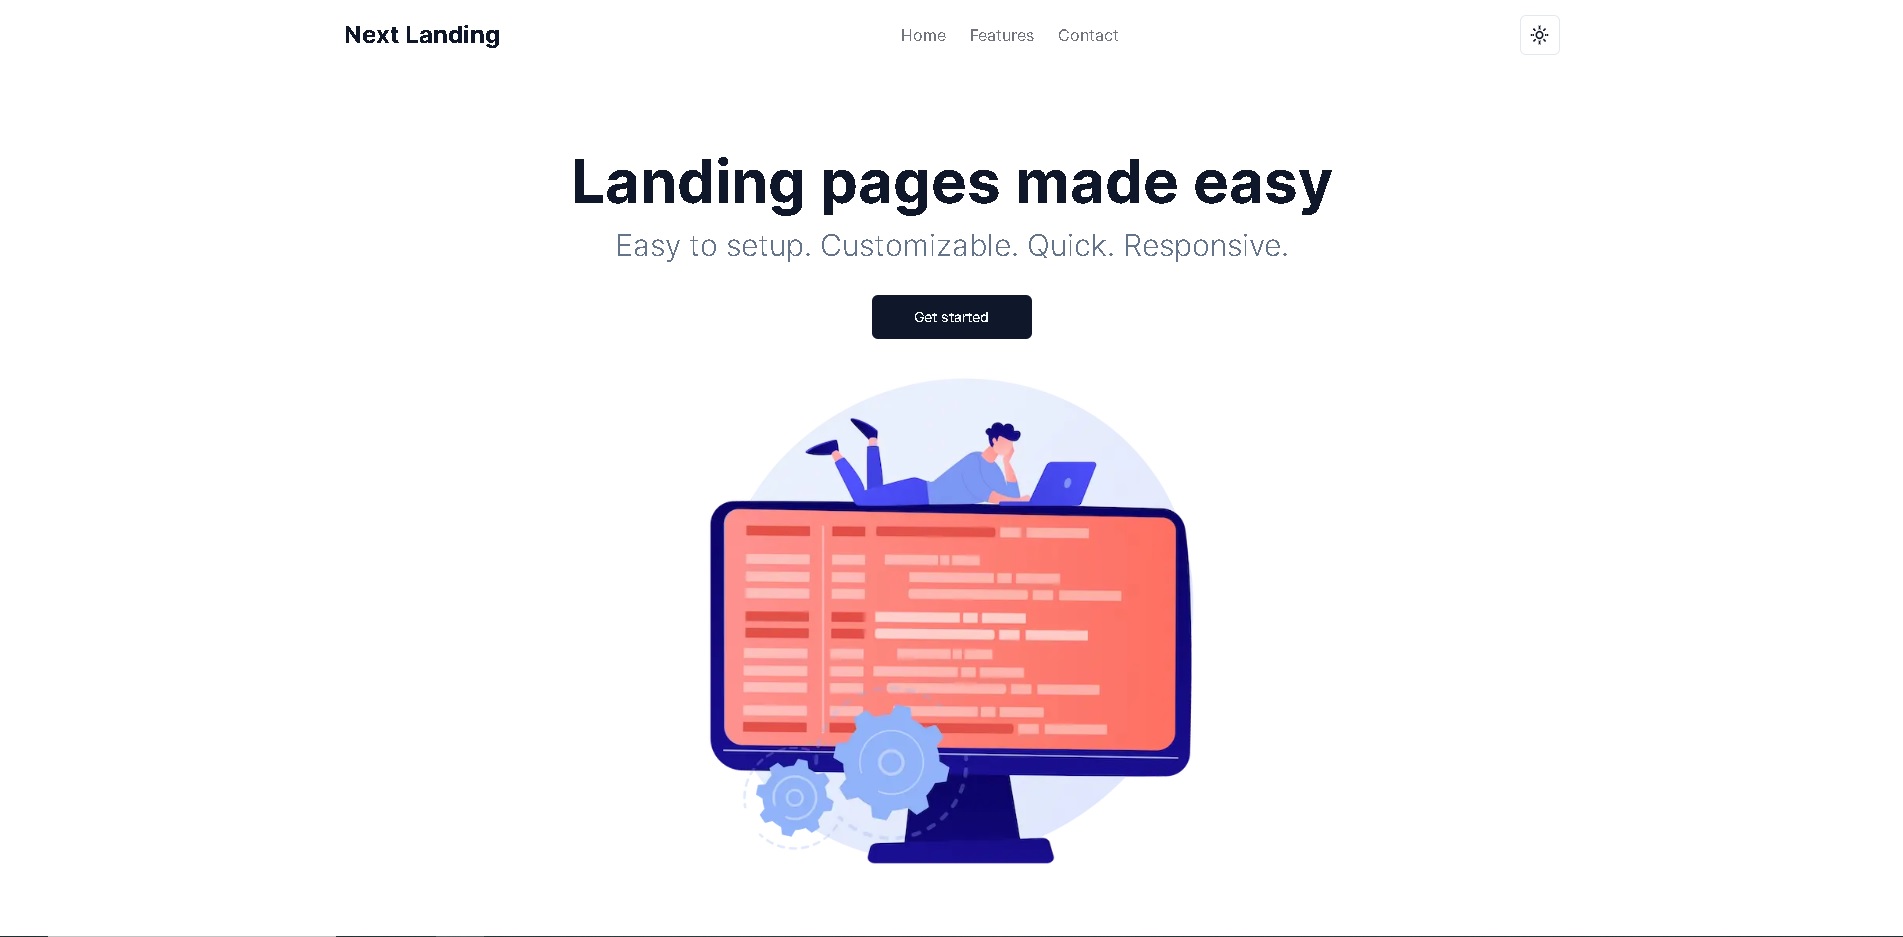 Next Landing
Home Features Contact
Landing pages made easy
Easy to setup. Customizable. Quick. Responsive.
Get started